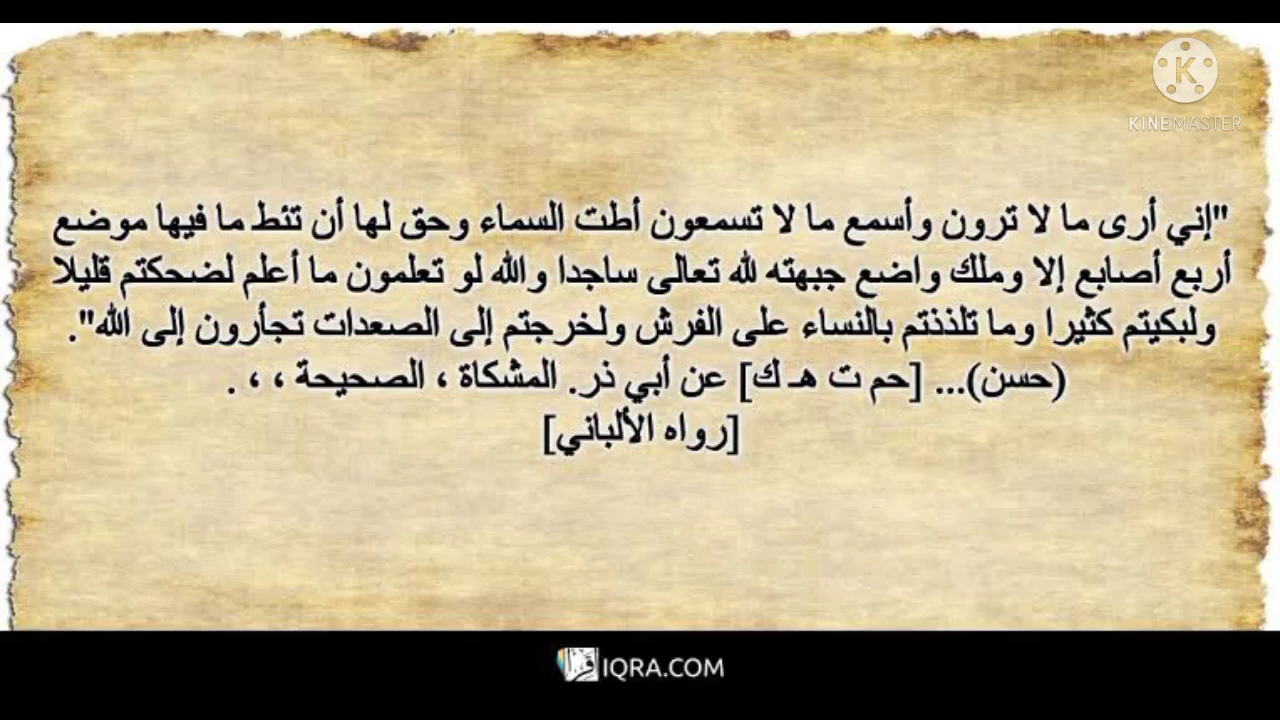 KINEMASTER
"إني أرى ما لا ترون وأسمع ما لا تسمعون أطت السماء وحق لها أن تئط ما فيها موضع
أربع أصابع إلا وملك واضع جبهته لله تعالى ساجدا والله لو تعلمون ما أعلم لضحكتم قليلا
ولبكيتم كثيرا وما تلذذتم بالنساء على الفرش ولخرجتم إلى الصعدات تجأرون إلى الله".
(حسن)... [حم ت هـ ك] عن أبي ذر. المشكاة ، الصحيحة ، ، .
[رواه الألباني]
IQRA.COM